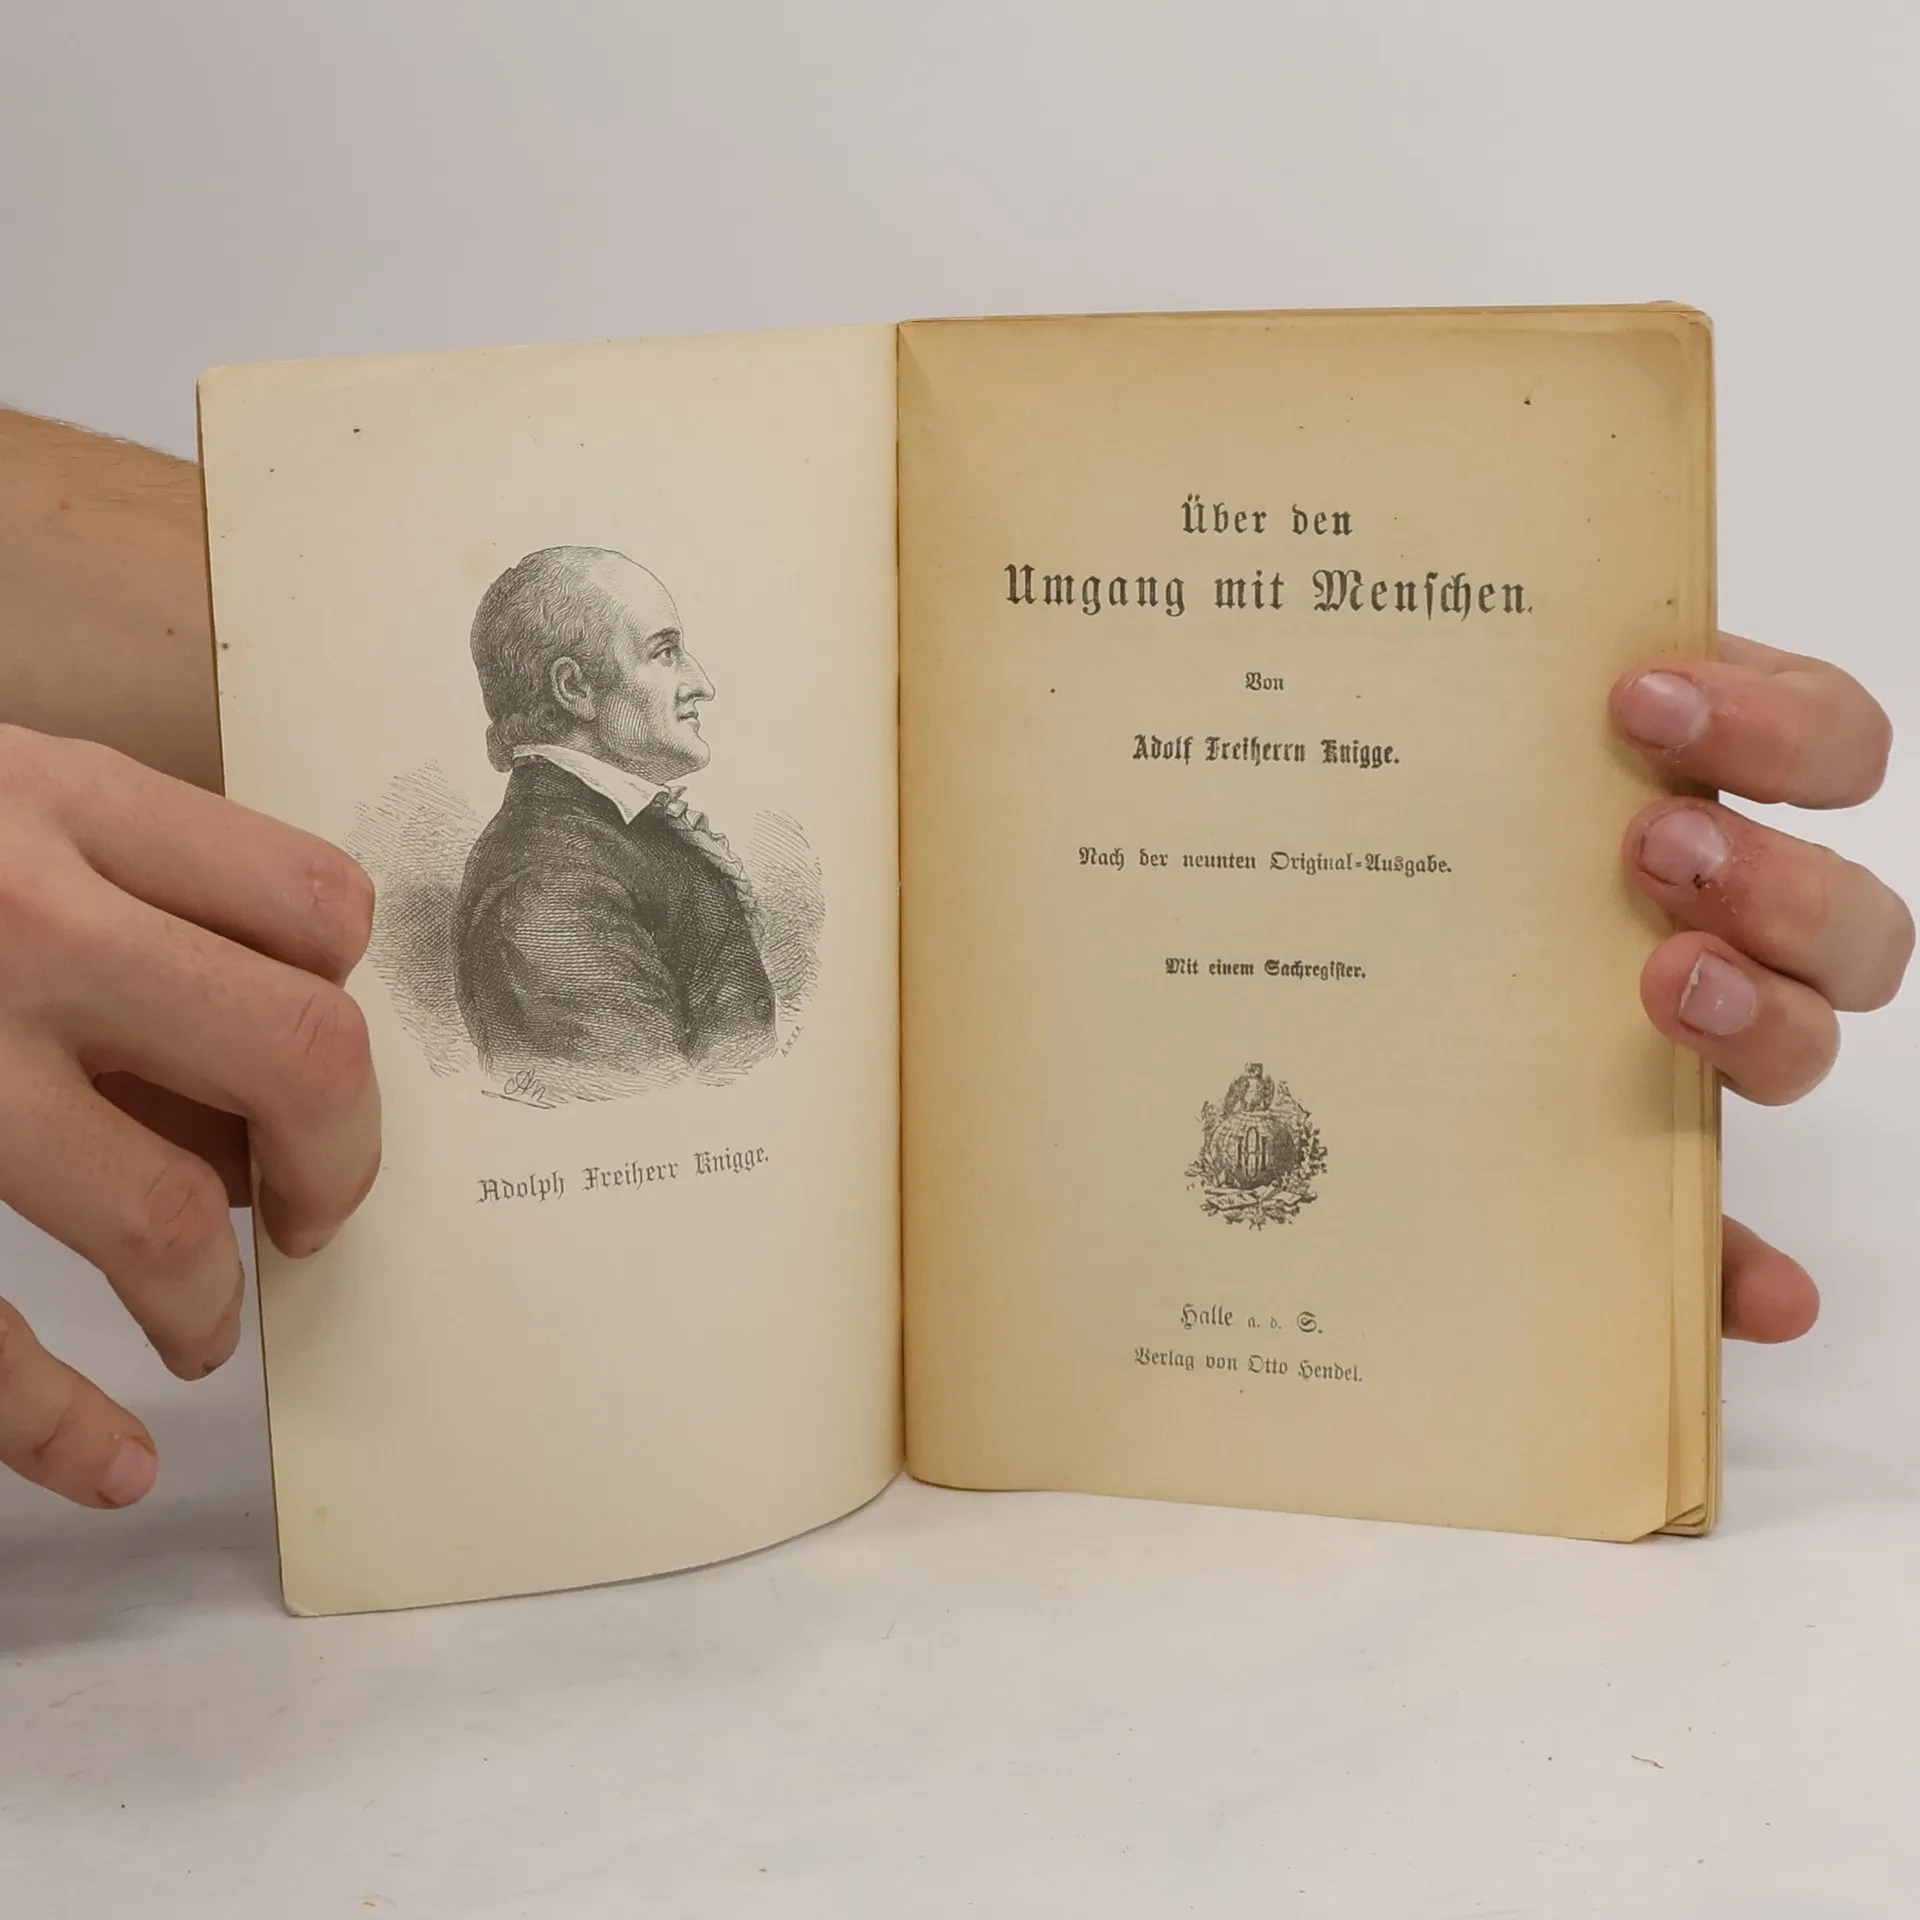 Adolph Freiherr Knigge.
Über den
Umgang mit Menſchen.
Von
Adolf Freiherrn Knigge.
Nach der neunten Original-Ausgabe.
Mit einem Sachregiſter.
Halle a. d. S.
Verlag von Otto Hendel.